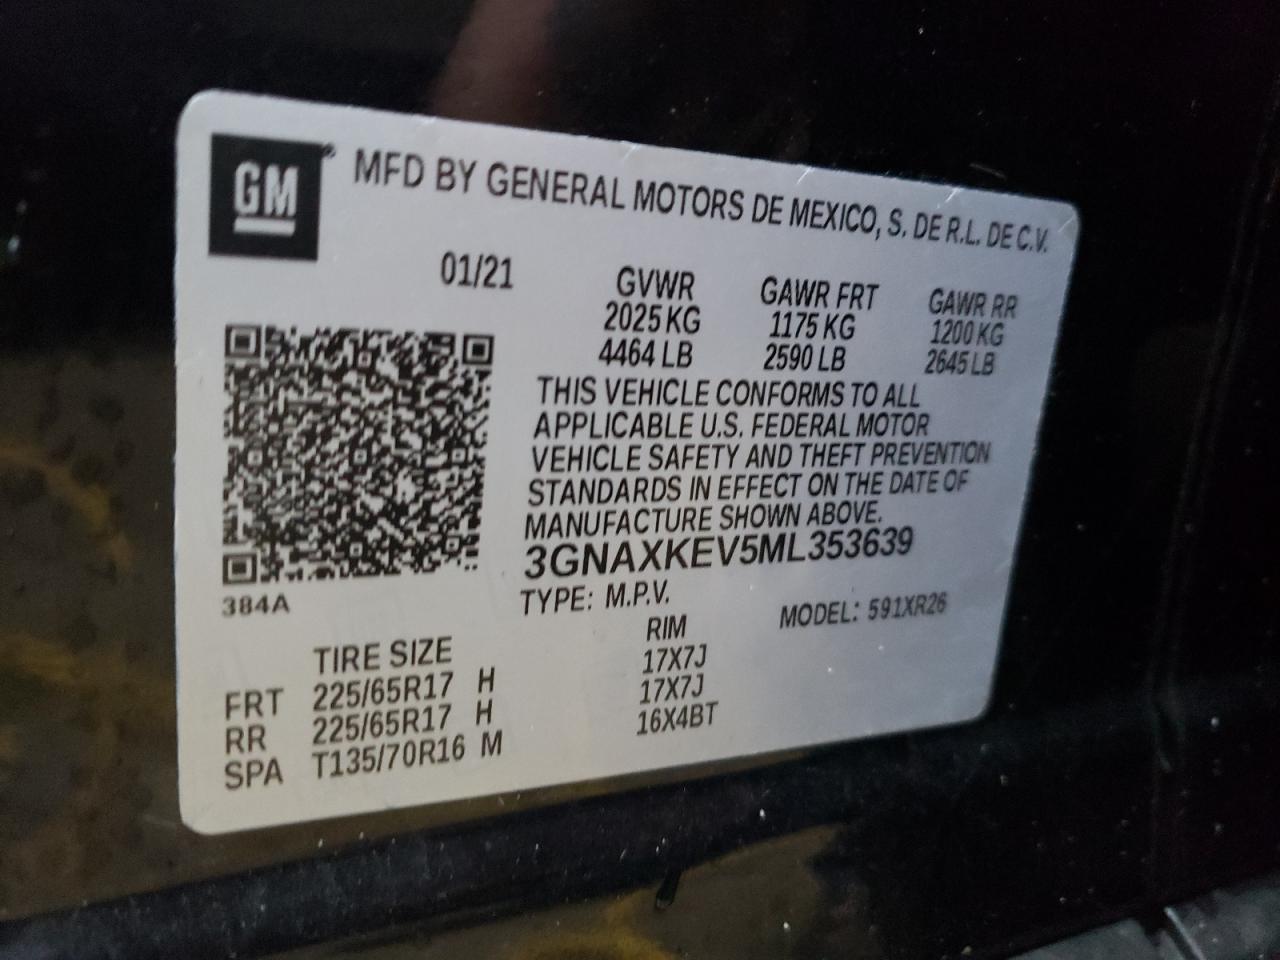 GM
MFD BY GENERAL MOTORS DE MEXICO, S. DE R.L. DE C.V.
01/21
GVWR GAWR FRT GAWR RR
2025 KG 1175 KG 1200 KG
4464 LB 2590 LB 2645 LB
THIS VEHICLE CONFORMS TO ALL
APPLICABLE U.S. FEDERAL MOTOR
VEHICLE SAFETY AND THEFT PREVENTION
STANDARDS IN EFFECT ON THE DATE OF
MANUFACTURE SHOWN ABOVE.
3GNAXKEV5ML353639
384A
TYPE: M.P.V. MODEL: 591XR26
TIRE SIZE RIM
FRT 225/65R17 H 17X7J
RR 225/65R17 H 17X7J
SPA T135/70R16 M 16X4BT